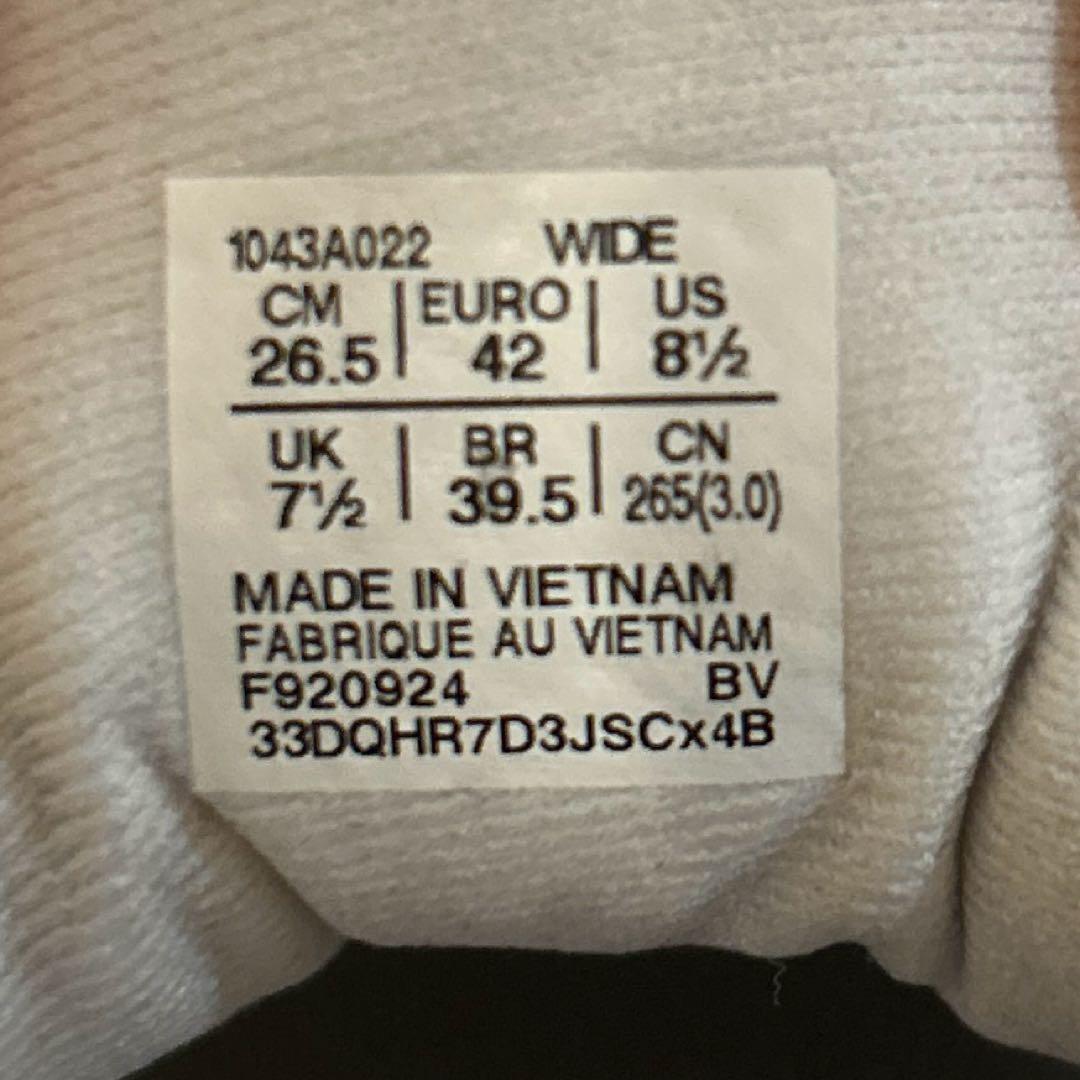 1043A022 WIDE
CM | EURO | US
26.5 | 42 | 8½
UK | BR | CN
7½ | 39.5 | 265(3.0)
MADE IN VIETNAM
FABRIQUE AU VIETNAM
F920924 BV
33DQHR7D3JSCx4B